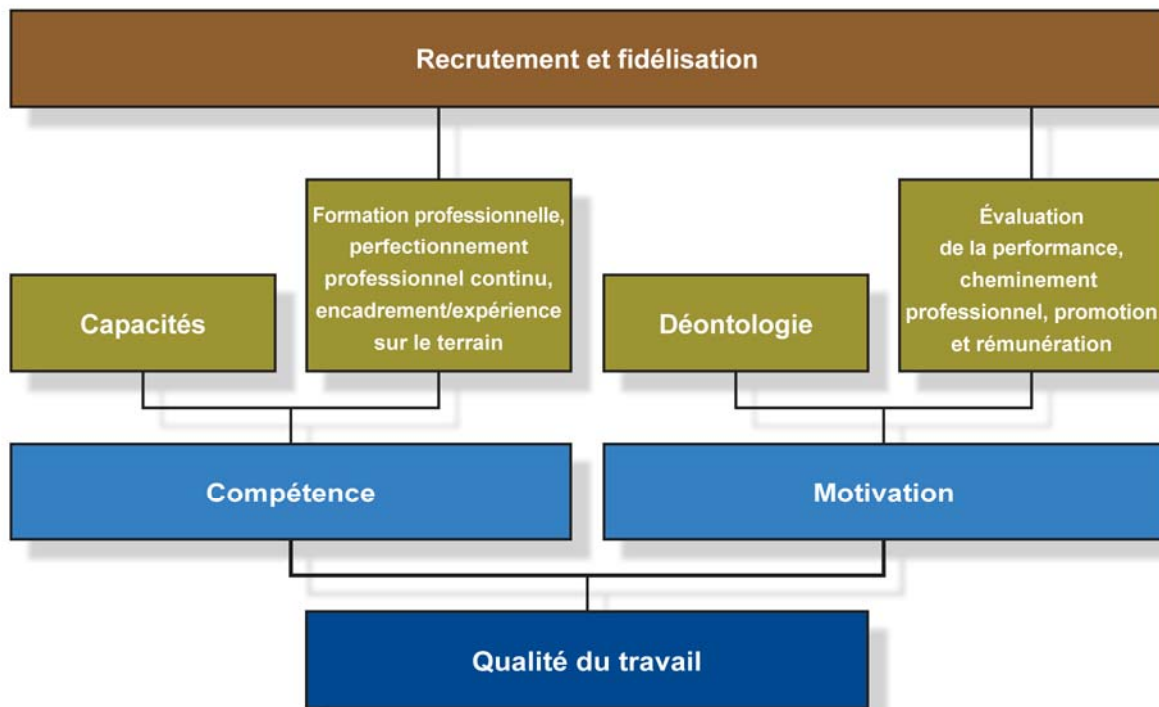 Recrutement et fidélisation
Formation professionnelle,
perfectionnement
professionnel continu,
encadrement/expérience
sur le terrain
Évaluation
de la performance,
cheminement
professionnel, promotion
et rémunération
Capacités
Déontologie
Compétence
Motivation
Qualité du travail